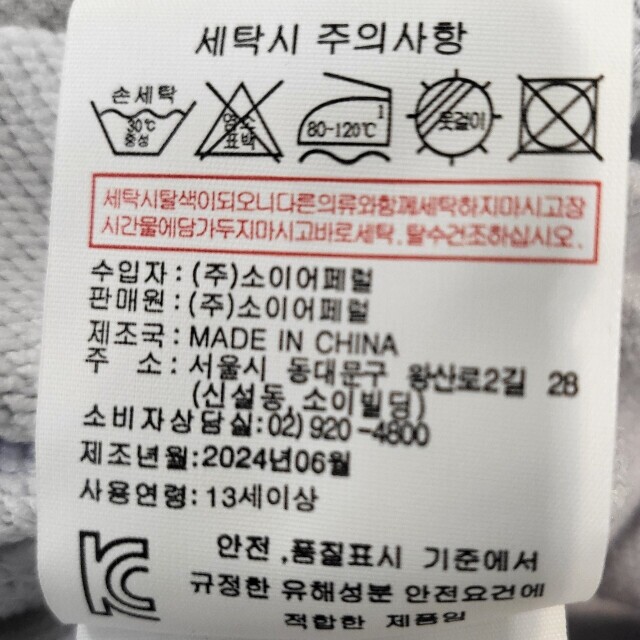 세탁시 주의사항
손세탁
30℃
중성
염소
표백
1
80-120℃
옷걸이
세탁시탈색이되오니다른의류와함께세탁하지마시고장
시간물에담가두지마시고바로세탁.탈수건조하십시오.
수입자:(주)소이어페럴
판매원:(주)소이어페럴
제조국:MADE IN CHINA
주 소:서울시 동대문구 왕산로2길 28
(신설동,소이빌딩)
소비자상담실:02)920-4800
제조년월:2024년06월
사용연령:13세이상
안전,품질표시 기준에서
규정한 유해성분 안전요건에
적합한 제품임